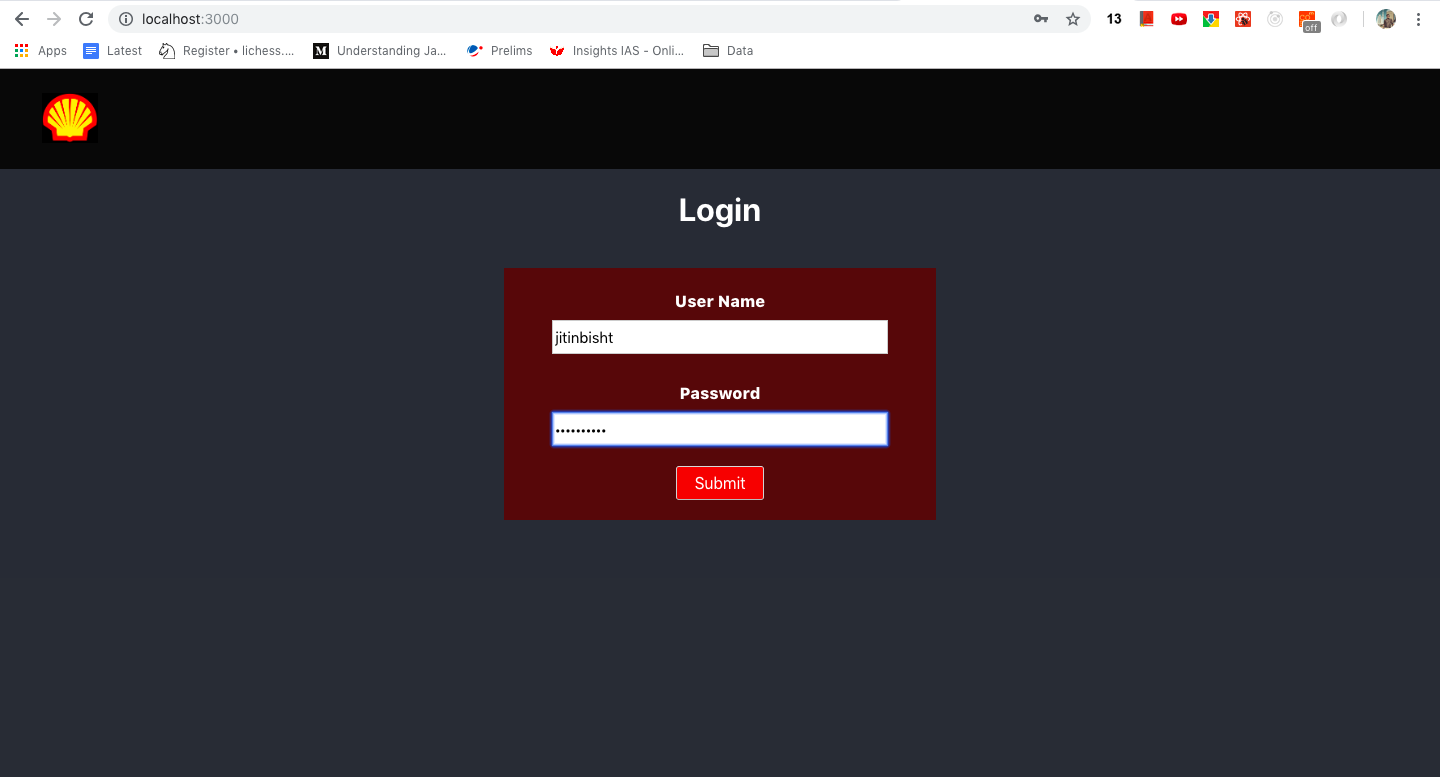 localhost:3000
13
off
Apps Latest Register • lichess.... Understanding Ja... Prelims Insights IAS - Onli... Data
Login
User Name
jitinbisht
Password
••••••••••
Submit